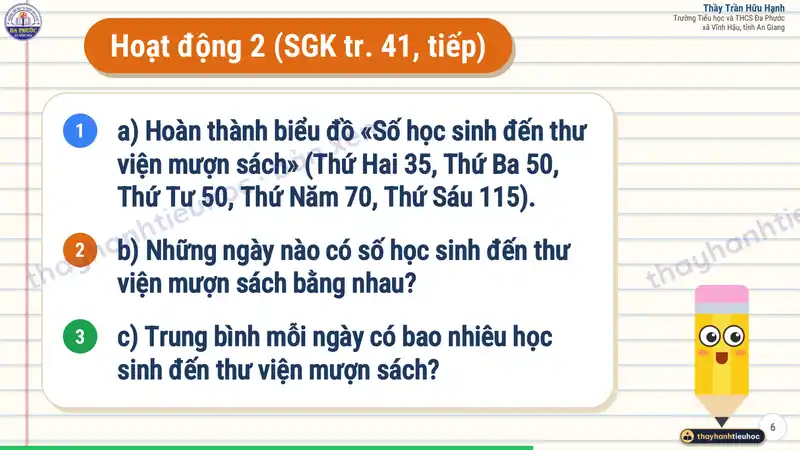 Thầy Trần Hữu Hạnh
Trường Tiểu học và THCS Đa Phước
xã Vĩnh Hậu, tỉnh An Giang
ĐA PHƯỚC
Hoạt động 2 (SGK tr. 41, tiếp)
1
a) Hoàn thành biểu đồ «Số học sinh đến thư
viện mượn sách» (Thứ Hai 35, Thứ Ba 50,
Thứ Tư 50, Thứ Năm 70, Thứ Sáu 115).
2
b) Những ngày nào có số học sinh đến thư
viện mượn sách bằng nhau?
3
c) Trung bình mỗi ngày có bao nhiêu học
sinh đến thư viện mượn sách?
thayhanhtieuhoc · bản xem
thayhanhtieuhoc
6